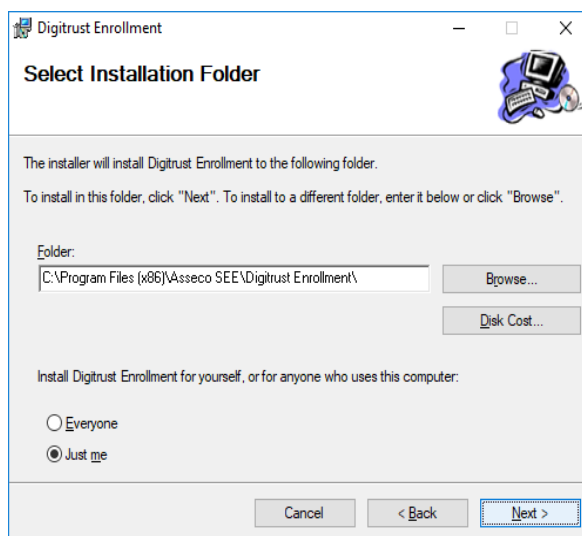 Digitrust Enrollment
Select Installation Folder
The installer will install Digitrust Enrollment to the following folder.
To install in this folder, click "Next". To install to a different folder, enter it below or click "Browse".
Folder:
C:\Program Files (x86)\Asseco SEE\Digitrust Enrollment\
Browse...
Disk Cost...
Install Digitrust Enrollment for yourself, or for anyone who uses this computer:
Everyone
Just me
Cancel
< Back
Next >